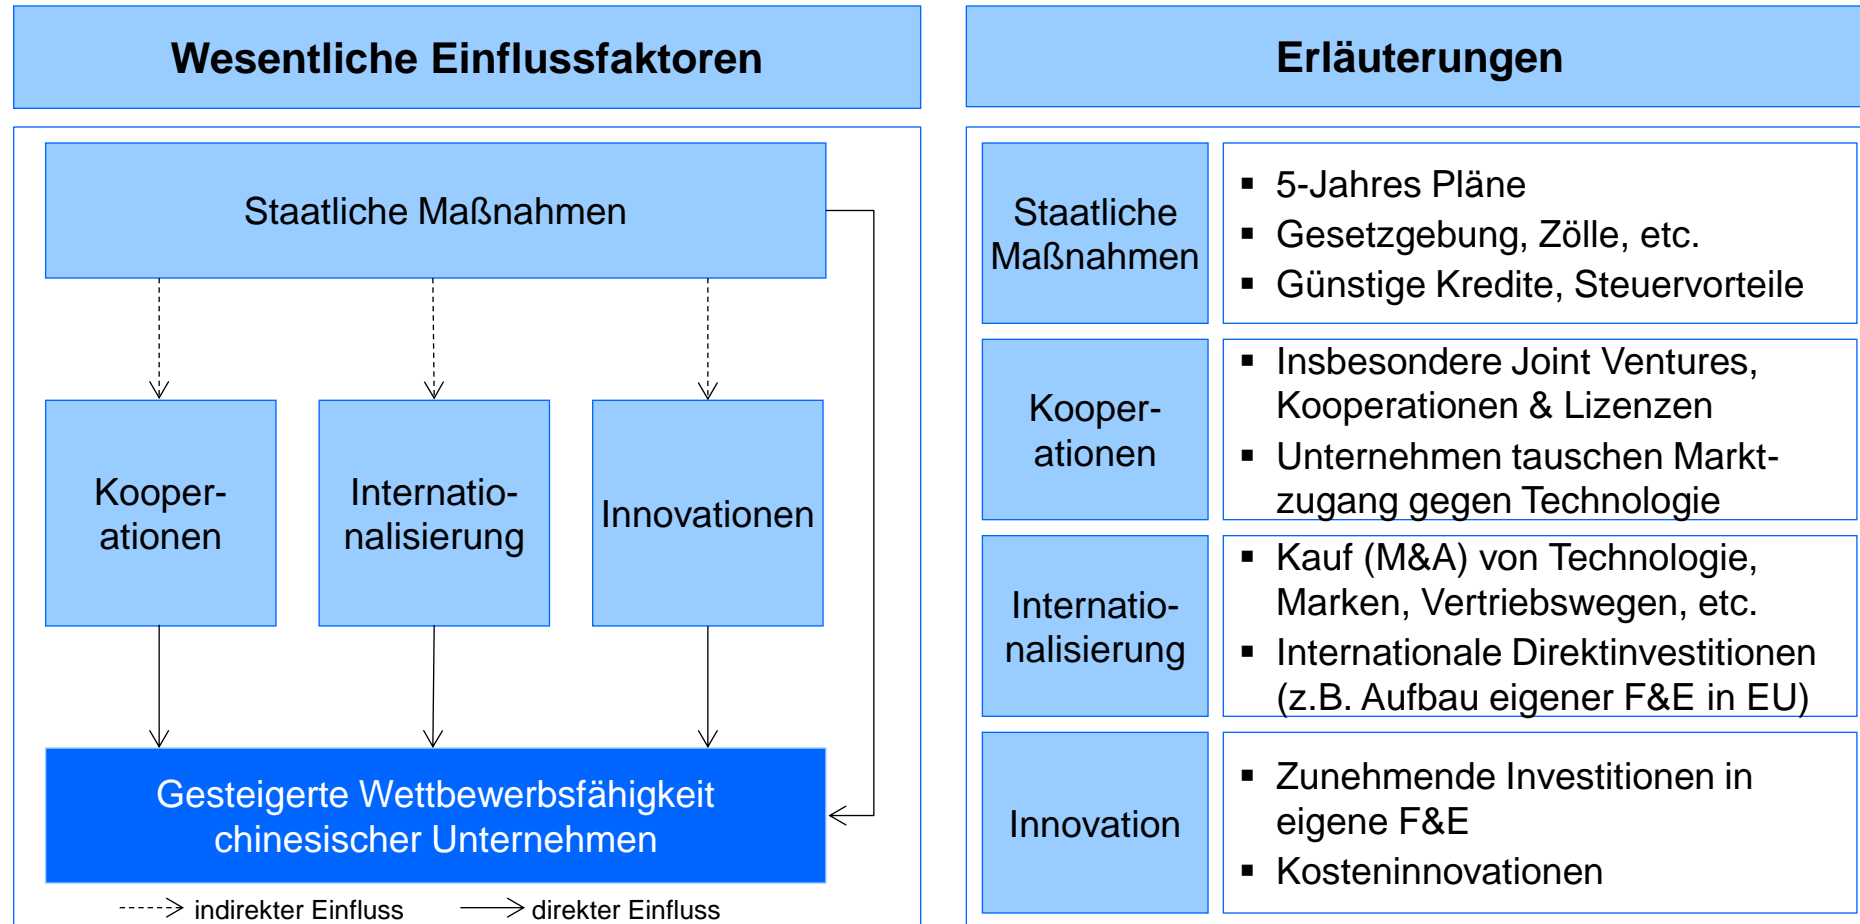 Wesentliche Einflussfaktoren
Staatliche Maßnahmen
Kooper-
ationen
Internatio-
nalisierung
Innovationen
Gesteigerte Wettbewerbsfähigkeit
chinesischer Unternehmen
indirekter Einfluss
direkter Einfluss
Erläuterungen
Staatliche
Maßnahmen
▪ 5-Jahres Pläne
▪ Gesetzgebung, Zölle, etc.
▪ Günstige Kredite, Steuervorteile
Kooper-
ationen
▪ Insbesondere Joint Ventures,
Kooperationen & Lizenzen
▪ Unternehmen tauschen Markt-
zugang gegen Technologie
Internatio-
nalisierung
▪ Kauf (M&A) von Technologie,
Marken, Vertriebswegen, etc.
▪ Internationale Direktinvestitionen
(z.B. Aufbau eigener F&E in EU)
Innovation
▪ Zunehmende Investitionen in
eigene F&E
▪ Kosteninnovationen